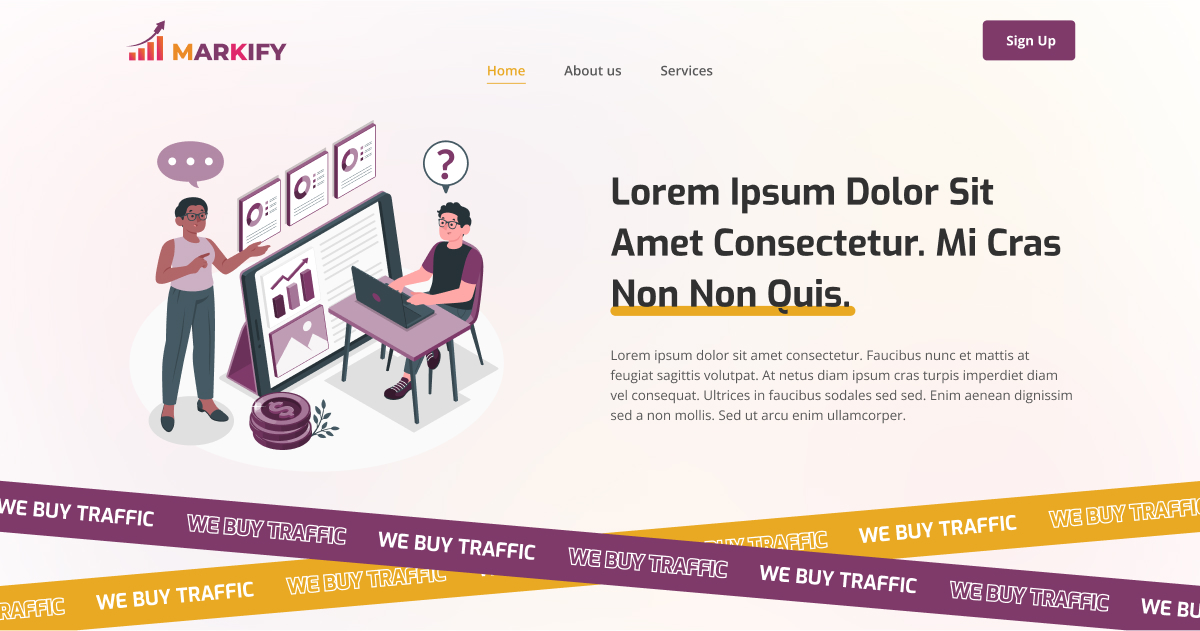 MARKIFY
Sign Up
Home About us Services
?
Lorem Ipsum Dolor Sit
Amet Consectetur. Mi Cras
Non Non Quis.
Lorem ipsum dolor sit amet consectetur. Faucibus nunc et mattis at
feugiat sagittis volutpat. At netus diam ipsum cras turpis imperdiet diam
vel consequat. Ultrices in faucibus sodales sed sed. Enim aenean dignissim
sed a non mollis. Sed ut arcu enim ullamcorper.
$
WE BUY TRAFFIC WE BUY TRAFFIC WE BUY TRAFFIC WE BUY TRAFFIC WE BUY TRAFFIC WE BUY TRAFFIC WE BU
TRAFFIC WE BUY TRAFFIC WE BUY TRAFFIC BUY TRAFFIC WE BUY TRAFFIC WE BUY TRAFFIC